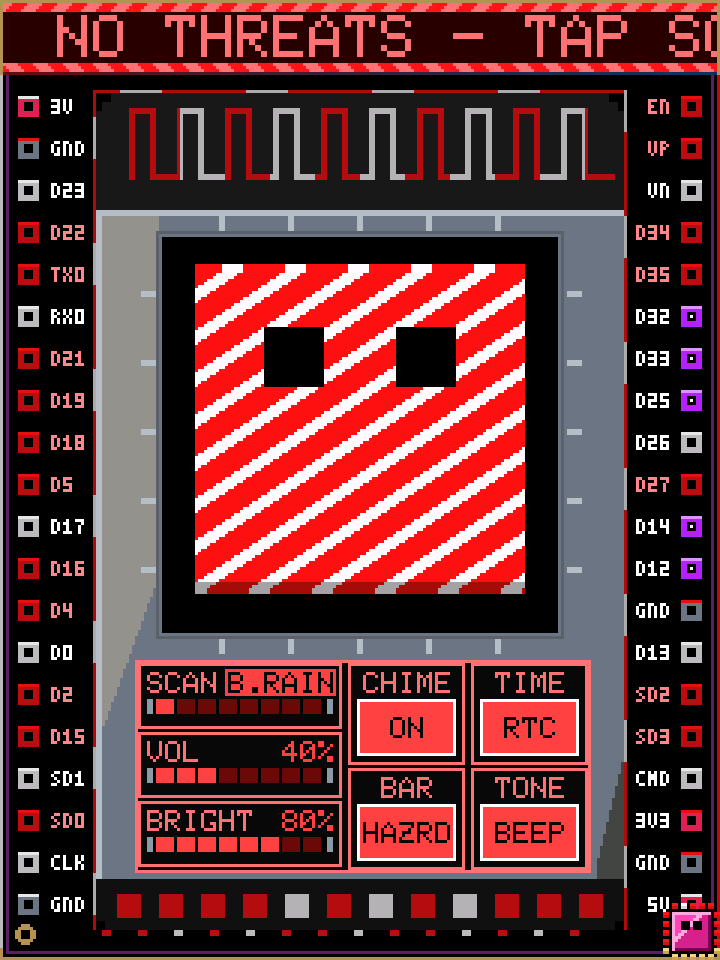 NO THREATS - TAP SC
3V
GND
D23
D22
TX0
RX0
D21
D19
D18
D5
D17
D16
D4
D0
D2
D15
SD1
SD0
CLK
GND
EN
VP
VN
D34
D35
D32
D33
D25
D26
D27
D14
D12
GND
D13
SD2
SD3
CMD
3V3
GND
5V
SCAN B.RAIN
VOL 40%
BRIGHT 80%
CHIME
ON
TIME
RTC
BAR
HAZRD
TONE
BEEP